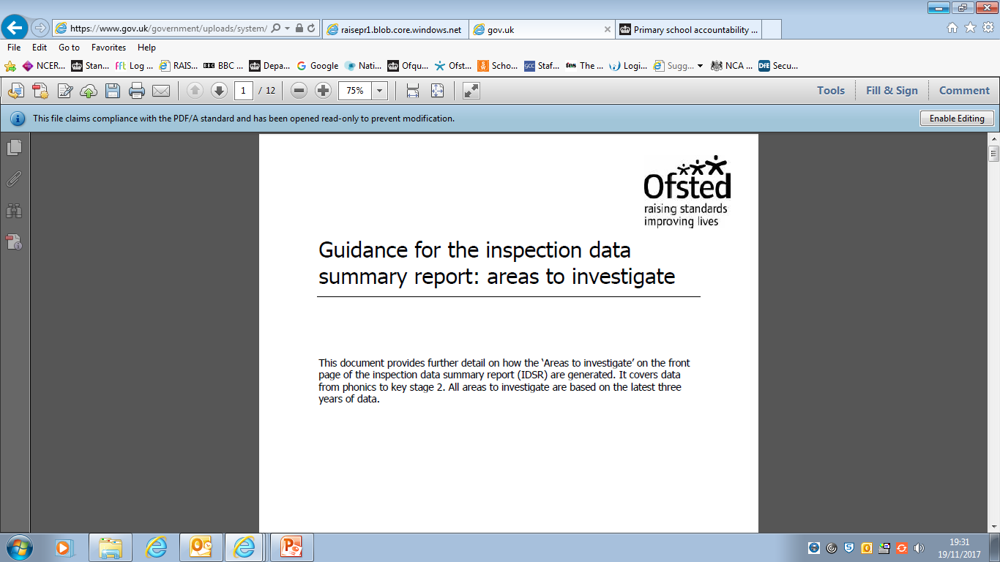 https://www.gov.uk/government/uploads/system/
raisepr1.blob.core.windows.net
gov.uk
Primary school accountability ...
File Edit Go to Favorites Help
NCER... Stan... fft Log ... RAIS... BBC BBC ... Depa... Google Nati... Ofqu... Ofst... Scho... GCC Staf... tes The ... Logi... Sugg... NCA ... DfE Secu...
1 / 12 75% Tools Fill & Sign Comment
This file claims compliance with the PDF/A standard and has been opened read-only to prevent modification. Enable Editing
Ofsted
raising standards
improving lives
Guidance for the inspection data
summary report: areas to investigate
This document provides further detail on how the ‘Areas to investigate’ on the front
page of the inspection data summary report (IDSR) are generated. It covers data
from phonics to key stage 2. All areas to investigate are based on the latest three
years of data.
19:31
19/11/2017